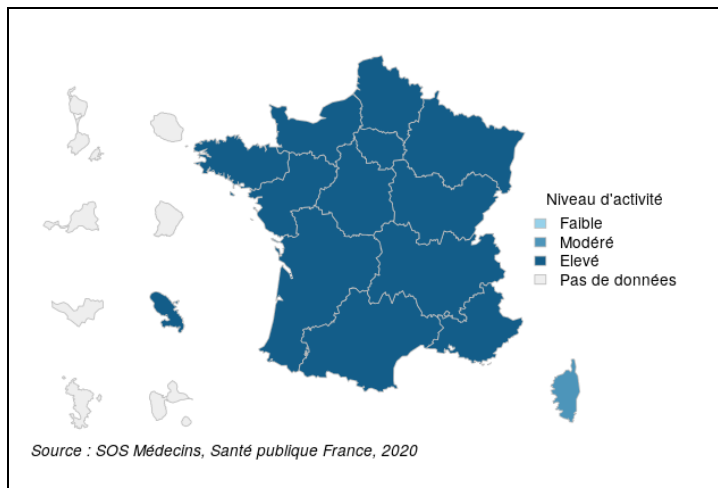 Niveau d'activité
Faible
Modéré
Elevé
Pas de données
Source : SOS Médecins, Santé publique France, 2020